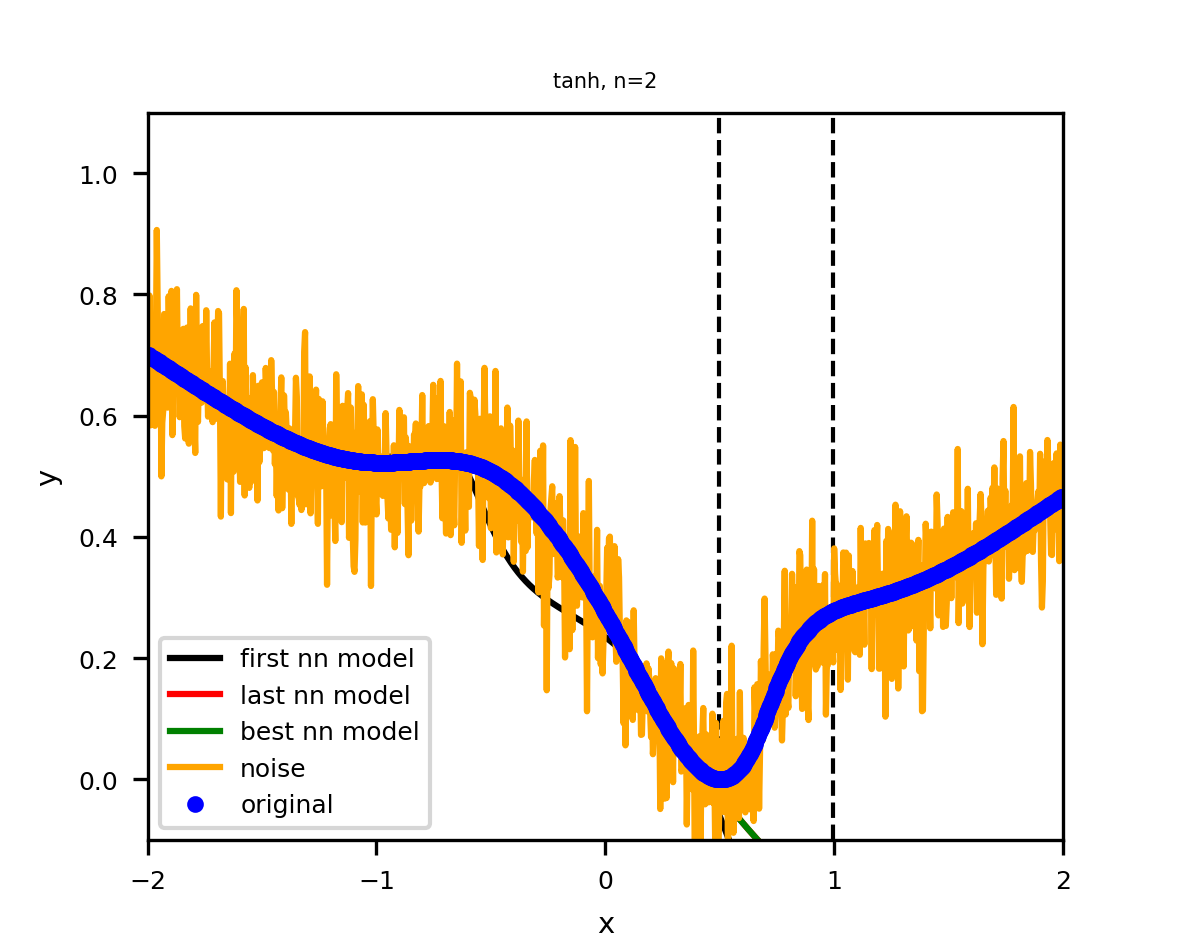 tanh, n=2
1.0
0.8
0.6
0.4
0.2
0.0
y
first nn model
last nn model
best nn model
noise
original
−2
−1
0
1
2
x